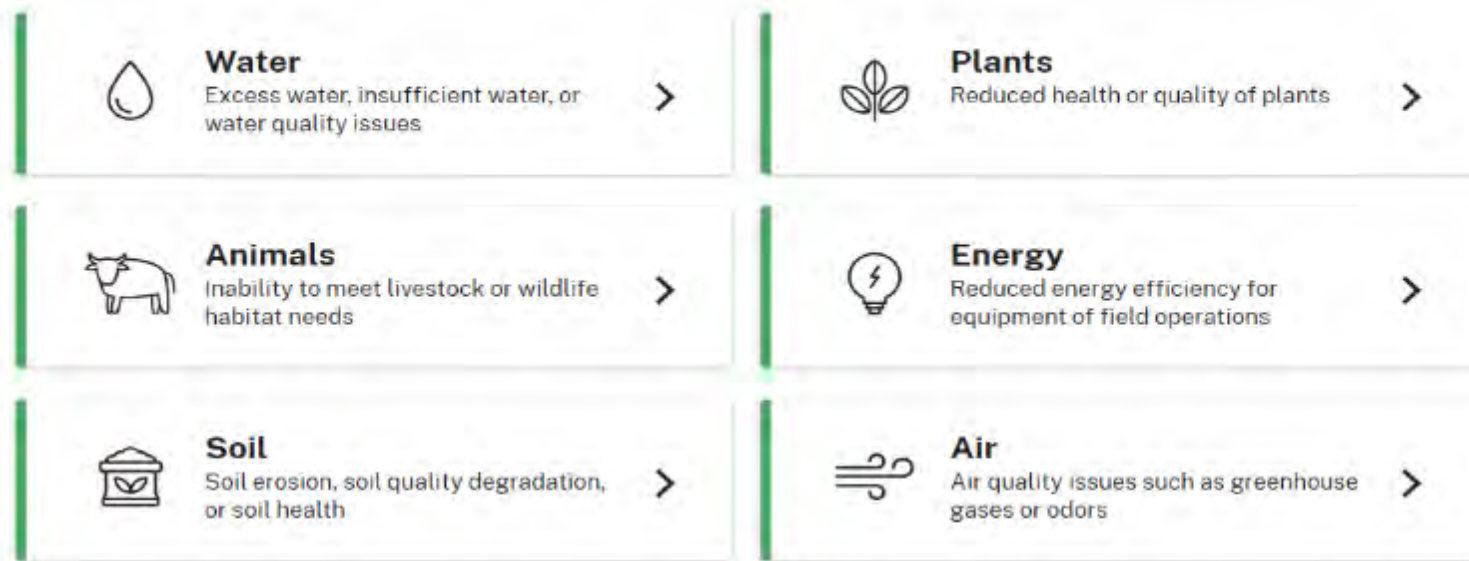 Water
Excess water, insufficient water, or
water quality issues
Plants
Reduced health or quality of plants
Animals
Inability to meet livestock or wildlife
habitat needs
Energy
Reduced energy efficiency for
equipment of field operations
Soil
Soil erosion, soil quality degradation,
or soil health
Air
Air quality issues such as greenhouse
gases or odors